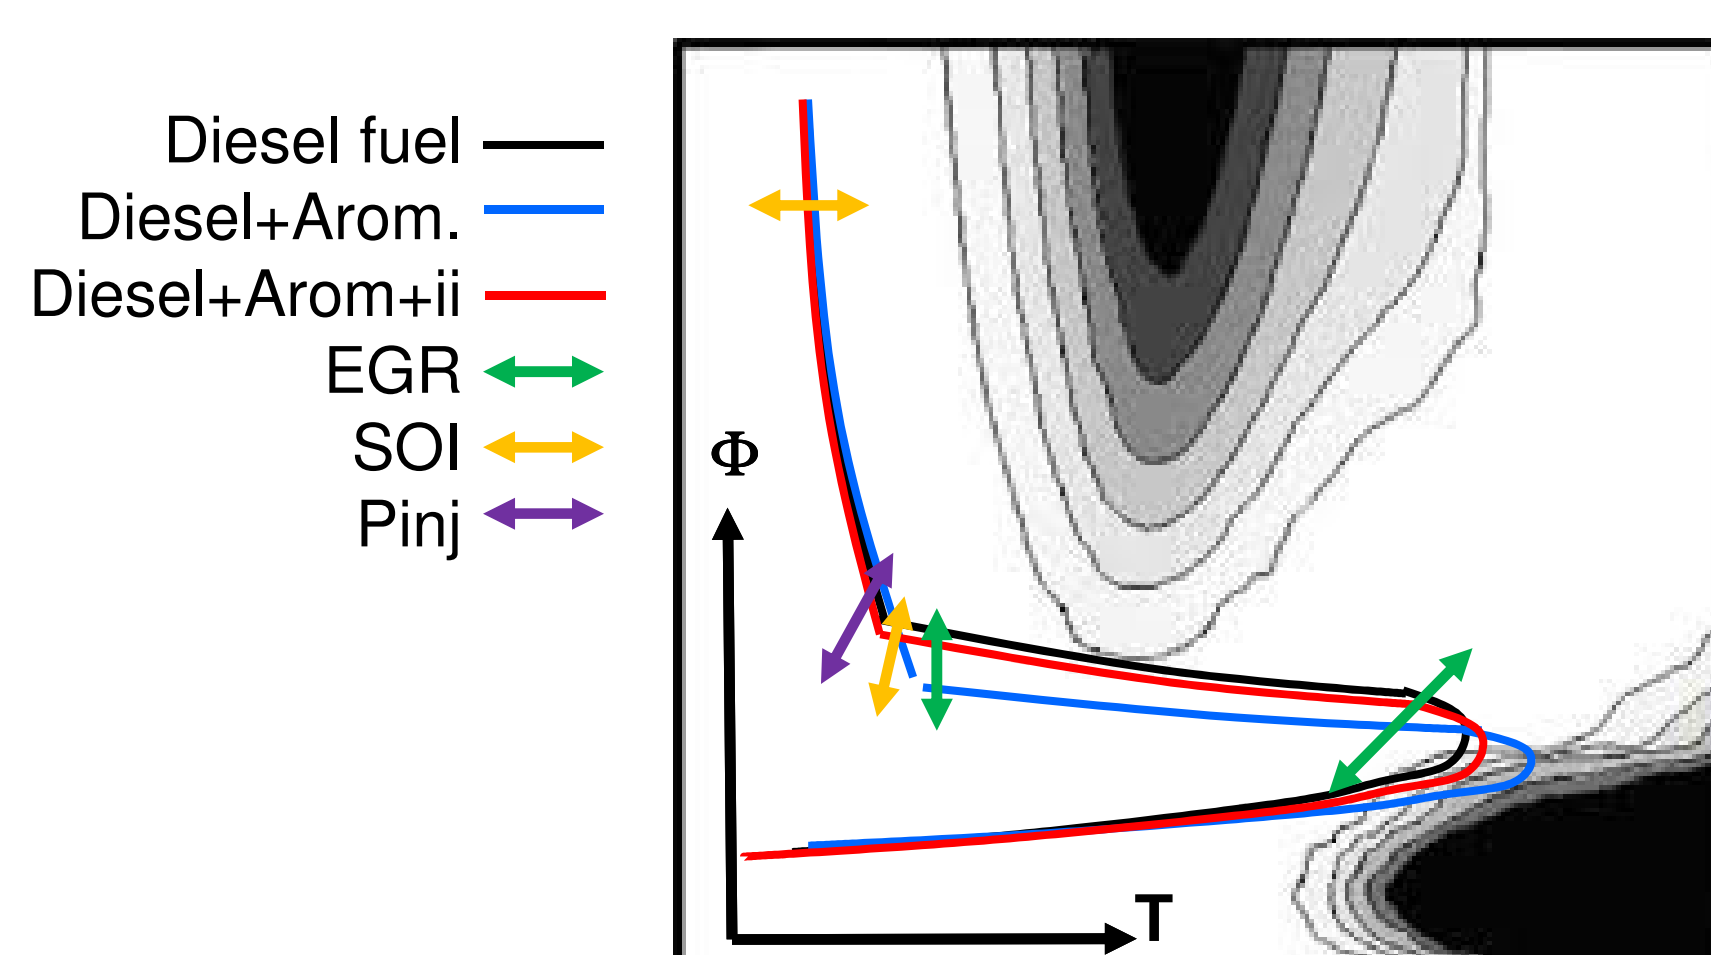 Diesel fuel
Diesel+Arom.
Diesel+Arom+ii
EGR
SOI
Pinj
Φ
T